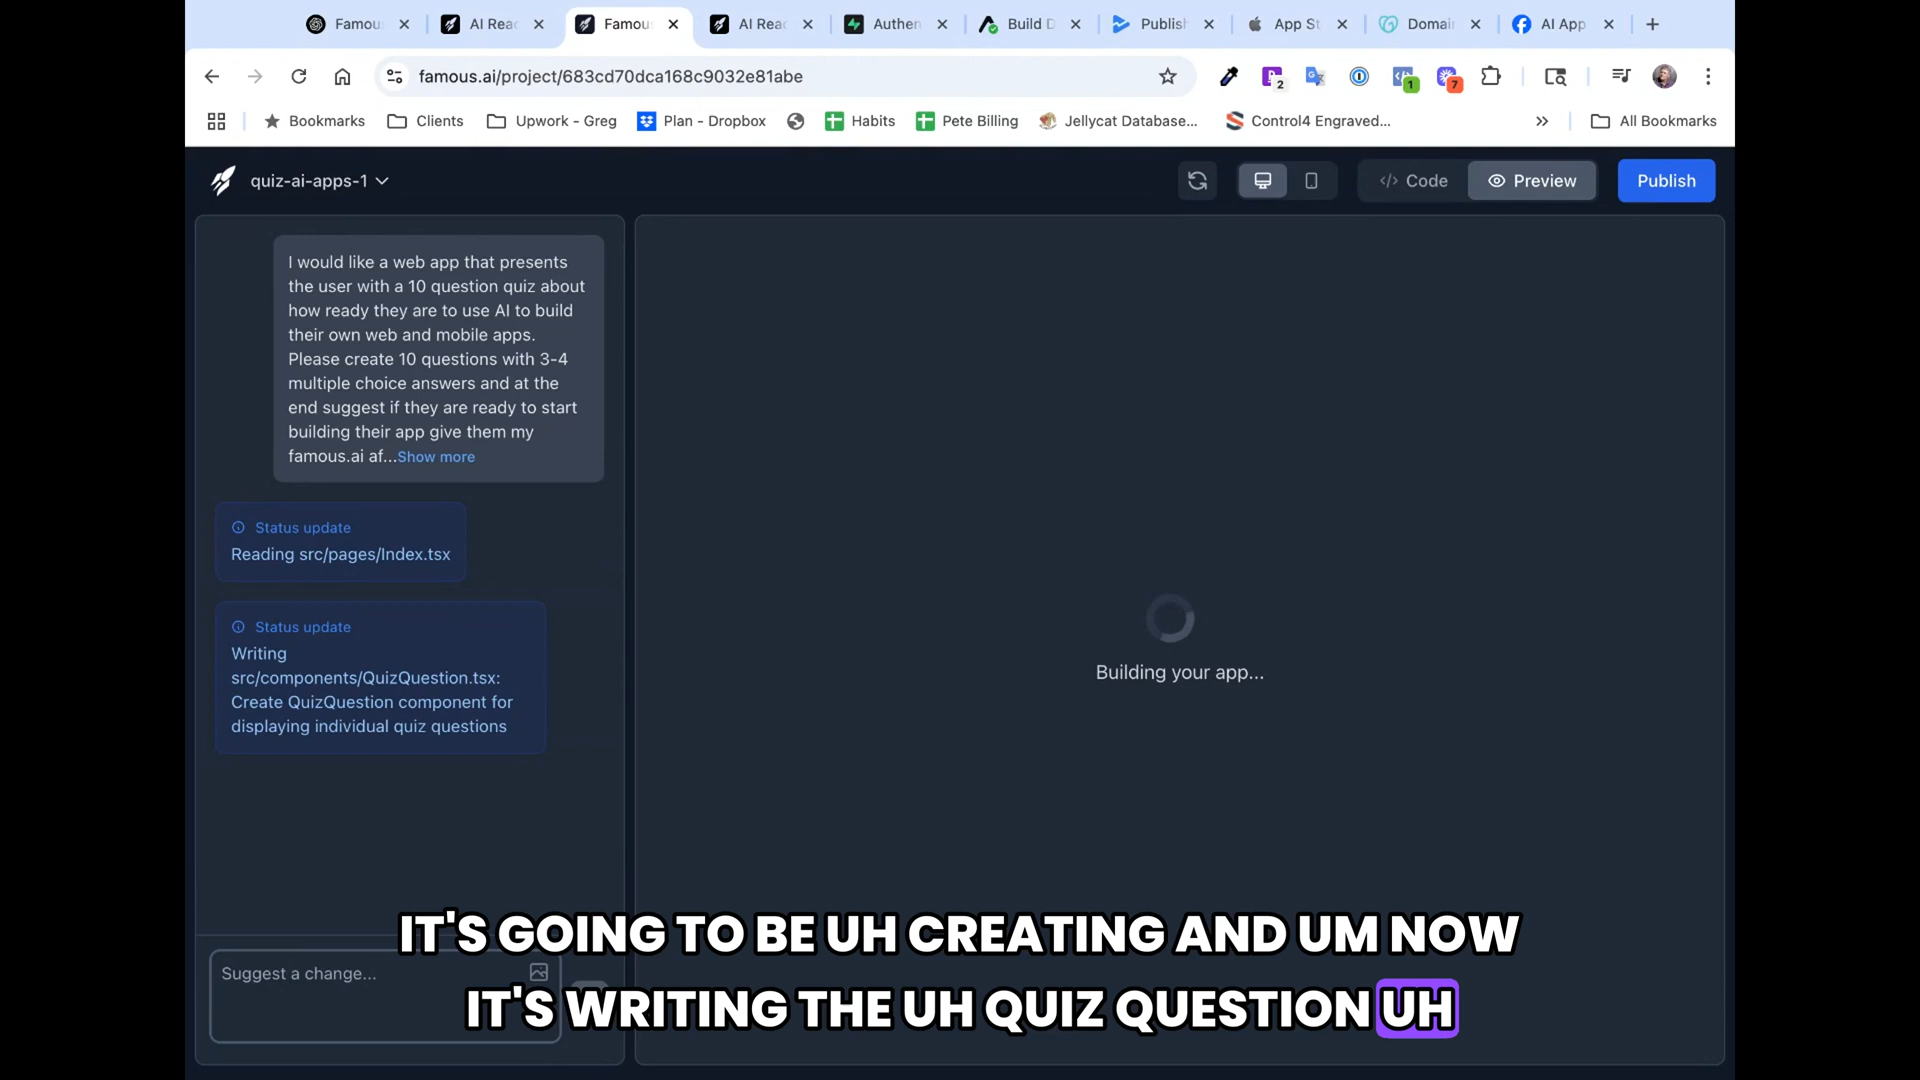 Famous
AI Rea
Famous
AI Rea
Authen
Build D
Publish
App St
Domain
AI App
famous.ai/project/683cd70dca168c9032e81abe
2
1
7
Bookmarks
Clients
Upwork - Greg
Plan - Dropbox
Habits
Pete Billing
Jellycat Database...
Control4 Engraved...
All Bookmarks
quiz-ai-apps-1
Code
Preview
Publish
I would like a web app that presents
the user with a 10 question quiz about
how ready they are to use AI to build
their own web and mobile apps.
Please create 10 questions with 3-4
multiple choice answers and at the
end suggest if they are ready to start
building their app give them my
famous.ai af...Show more
Status update
Reading src/pages/Index.tsx
Status update
Writing
src/components/QuizQuestion.tsx:
Create QuizQuestion component for
displaying individual quiz questions
Building your app...
Suggest a change...
IT'S GOING TO BE UH CREATING AND UM NOW
IT'S WRITING THE UH QUIZ QUESTION UH